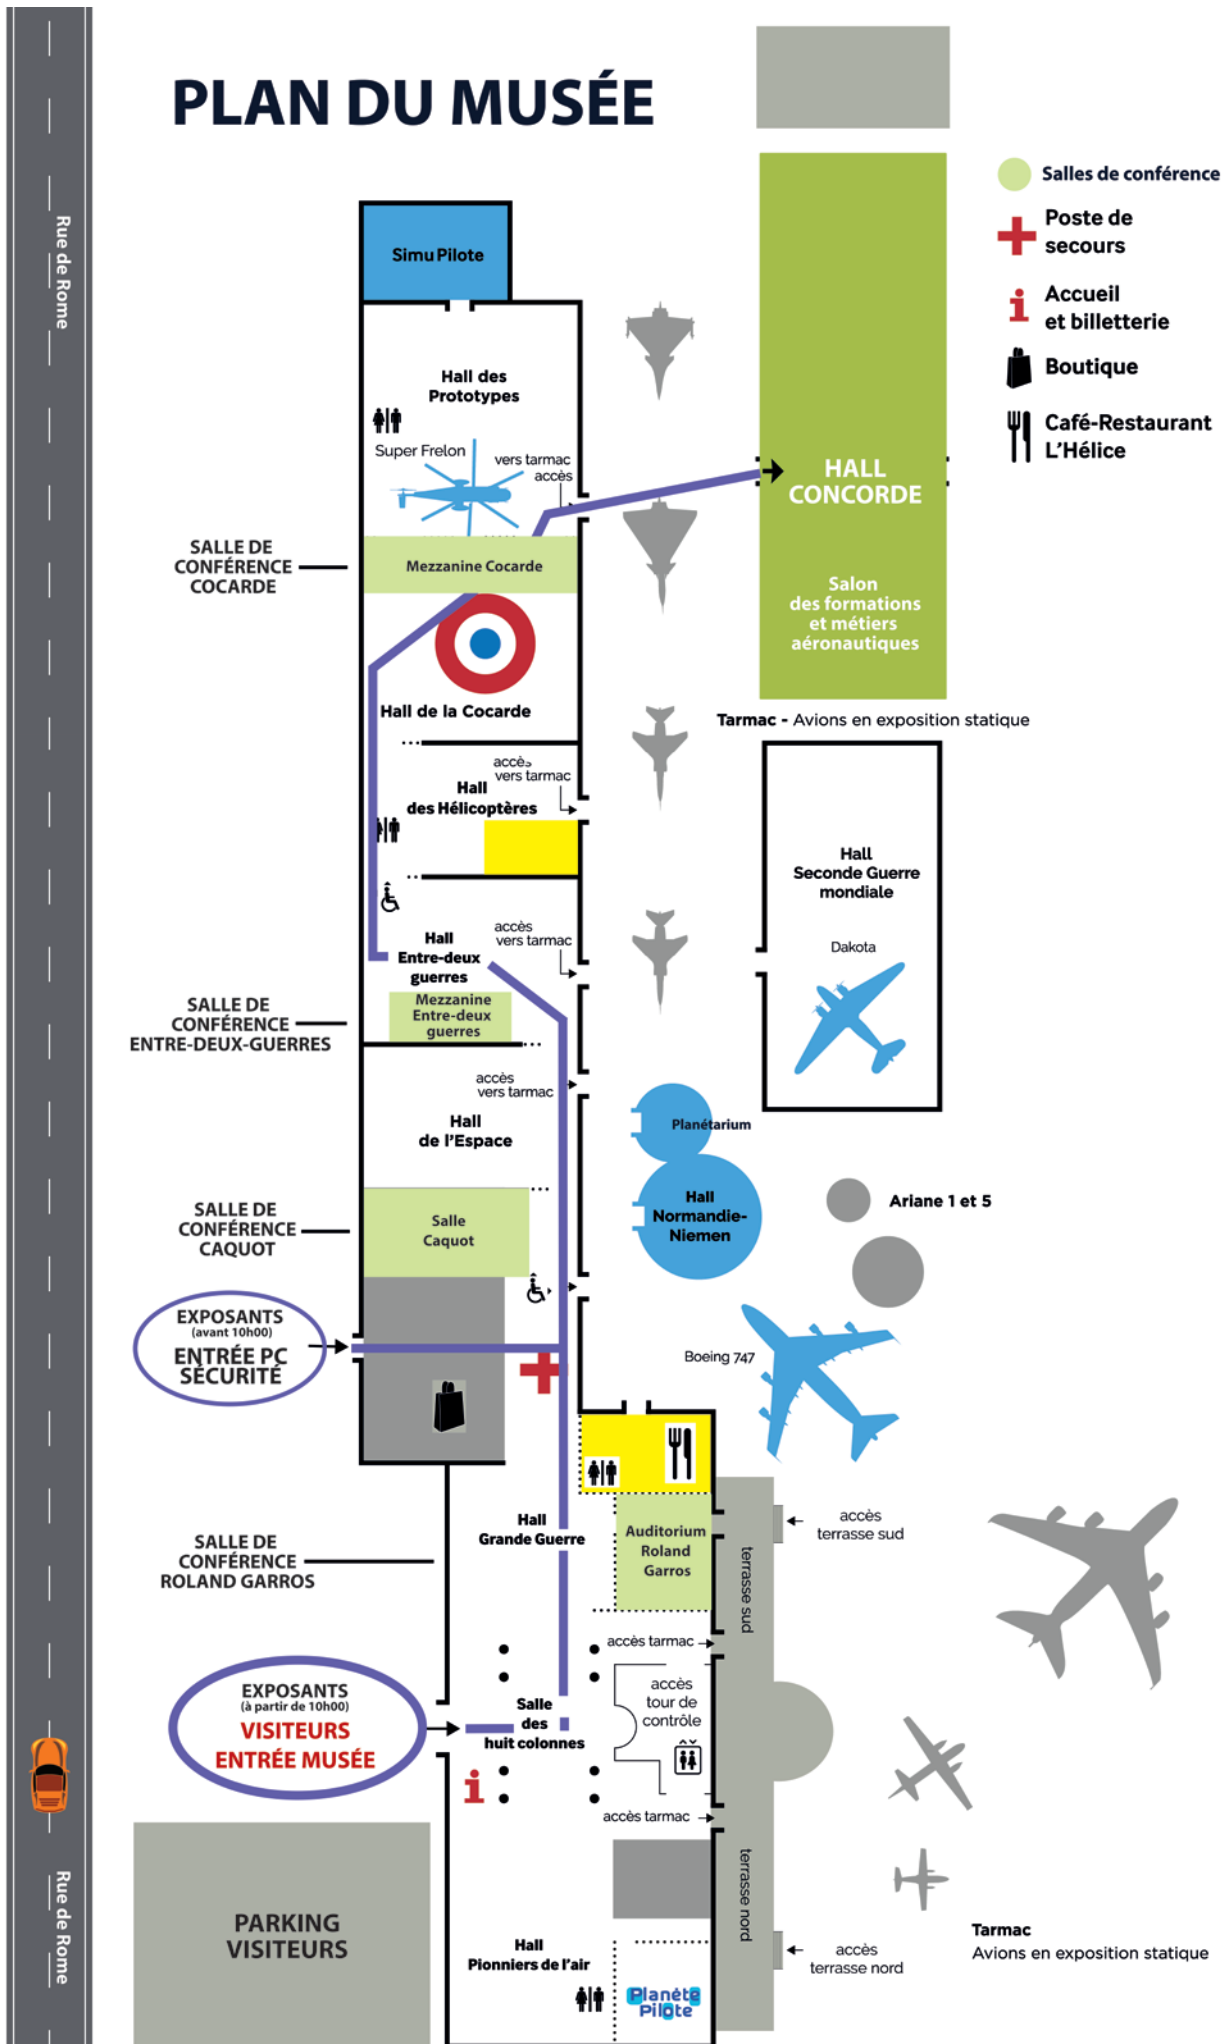 PLAN DU MUSÉE
Rue de Rome
Salles de conférence
Poste de
secours
Accueil
et billetterie
Boutique
Café-Restaurant
L'Hélice
Simu Pilote
Hall des
Prototypes
Super Frelon
vers tarmac
accès
HALL
CONCORDE
Salon
des formations
et métiers
aéronautiques
SALLE DE
CONFÉRENCE
COCARDE
Mezzanine Cocarde
Hall de la Cocarde
Tarmac - Avions en exposition statique
accès
vers tarmac
Hall
des Hélicoptères
Hall
Seconde Guerre
mondiale
Dakota
accès
vers tarmac
Hall
Entre-deux
guerres
Mezzanine
Entre-deux
guerres
SALLE DE
CONFÉRENCE
ENTRE-DEUX-GUERRES
accès
vers tarmac
Hall
de l'Espace
Planétarium
Hall
Normandie-
Niemen
Ariane 1 et 5
SALLE DE
CONFÉRENCE
CAQUOT
Salle
Caquot
EXPOSANTS
(avant 10h00)
ENTRÉE PC
SÉCURITÉ
Boeing 747
Hall
Grande Guerre
Auditorium
Roland
Garros
accès
terrasse sud
terrasse sud
SALLE DE
CONFÉRENCE
ROLAND GARROS
accès tarmac
accès
tour de
contrôle
EXPOSANTS
(à partir de 10h00)
VISITEURS
ENTRÉE MUSÉE
Salle
des
huit colonnes
i
accès tarmac
terrasse nord
Rue de Rome
PARKING
VISITEURS
Hall
Pionniers de l'air
Planète
Pilote
accès
terrasse nord
Tarmac
Avions en exposition statique